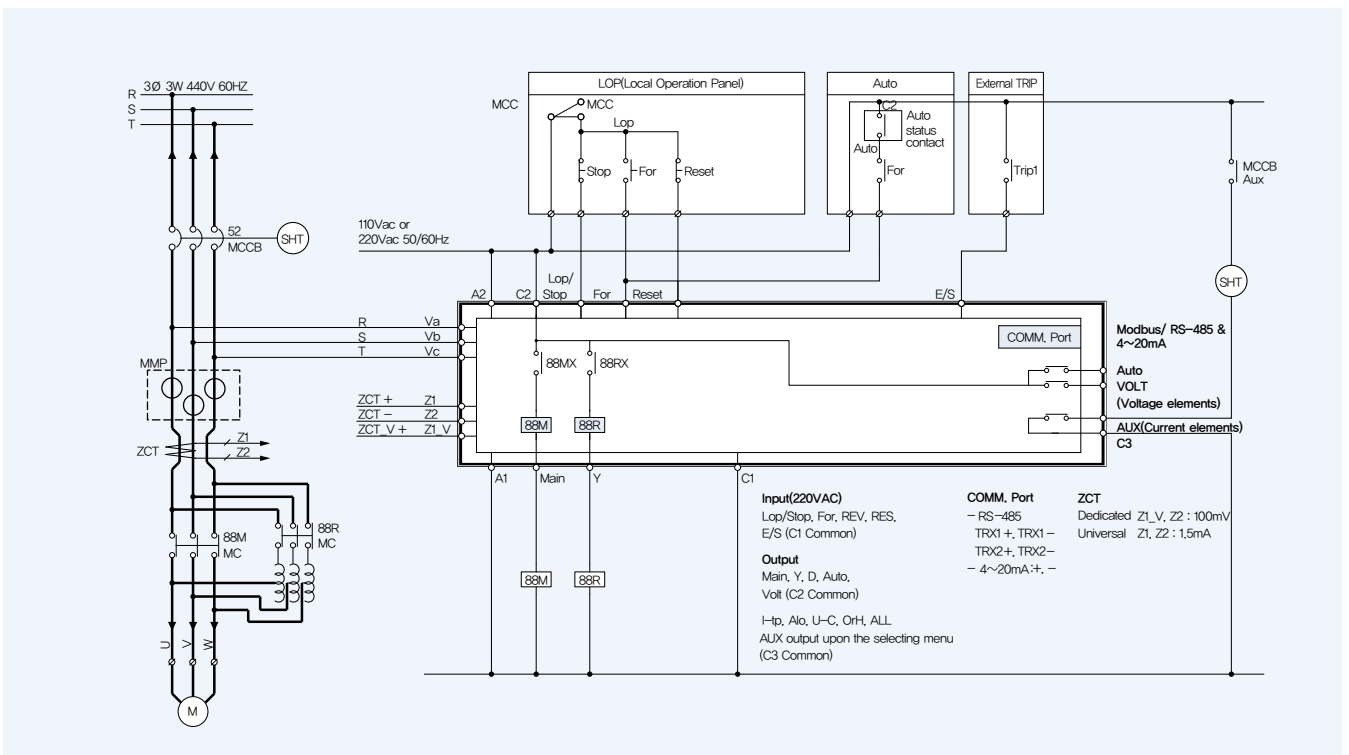 3Ø 3W 440V 60HZ
R
S
T
52
MCCB
SHT
MMP
ZCT
Z1
Z2
88M
MC
88R
MC
U
V
W
M
LOP(Local Operation Panel)
MCC
MCC
Lop
Stop
For
Reset
Auto
C2
Auto
status
contact
Auto
For
External TRIP
Trip1
MCCB
Aux
SHT
110Vac or
220Vac 50/60Hz
A2
C2
Lop/
Stop
For
Reset
E/S
R Va
S Vb
T Vc
ZCT + Z1
ZCT − Z2
ZCT_V + Z1_V
88MX
88RX
88M
88R
COMM. Port
Modbus/ RS−485 &
4~20mA
Auto
VOLT
(Voltage elements)
AUX(Current elements)
C3
A1
Main
Y
C1
88M
88R
Input(220VAC)
Lop/Stop, For, REV, RES,
E/S (C1 Common)
Output
Main, Y, D, Auto,
Volt (C2 Common)
I−tp, Alo, U−C, OrH, ALL
AUX output upon the selecting menu
(C3 Common)
COMM. Port
− RS−485
TRX1+, TRX1−
TRX2+, TRX2−
− 4~20mA:+, −
ZCT
Dedicated Z1_V, Z2 : 100mV
Universal Z1, Z2 : 1.5mA